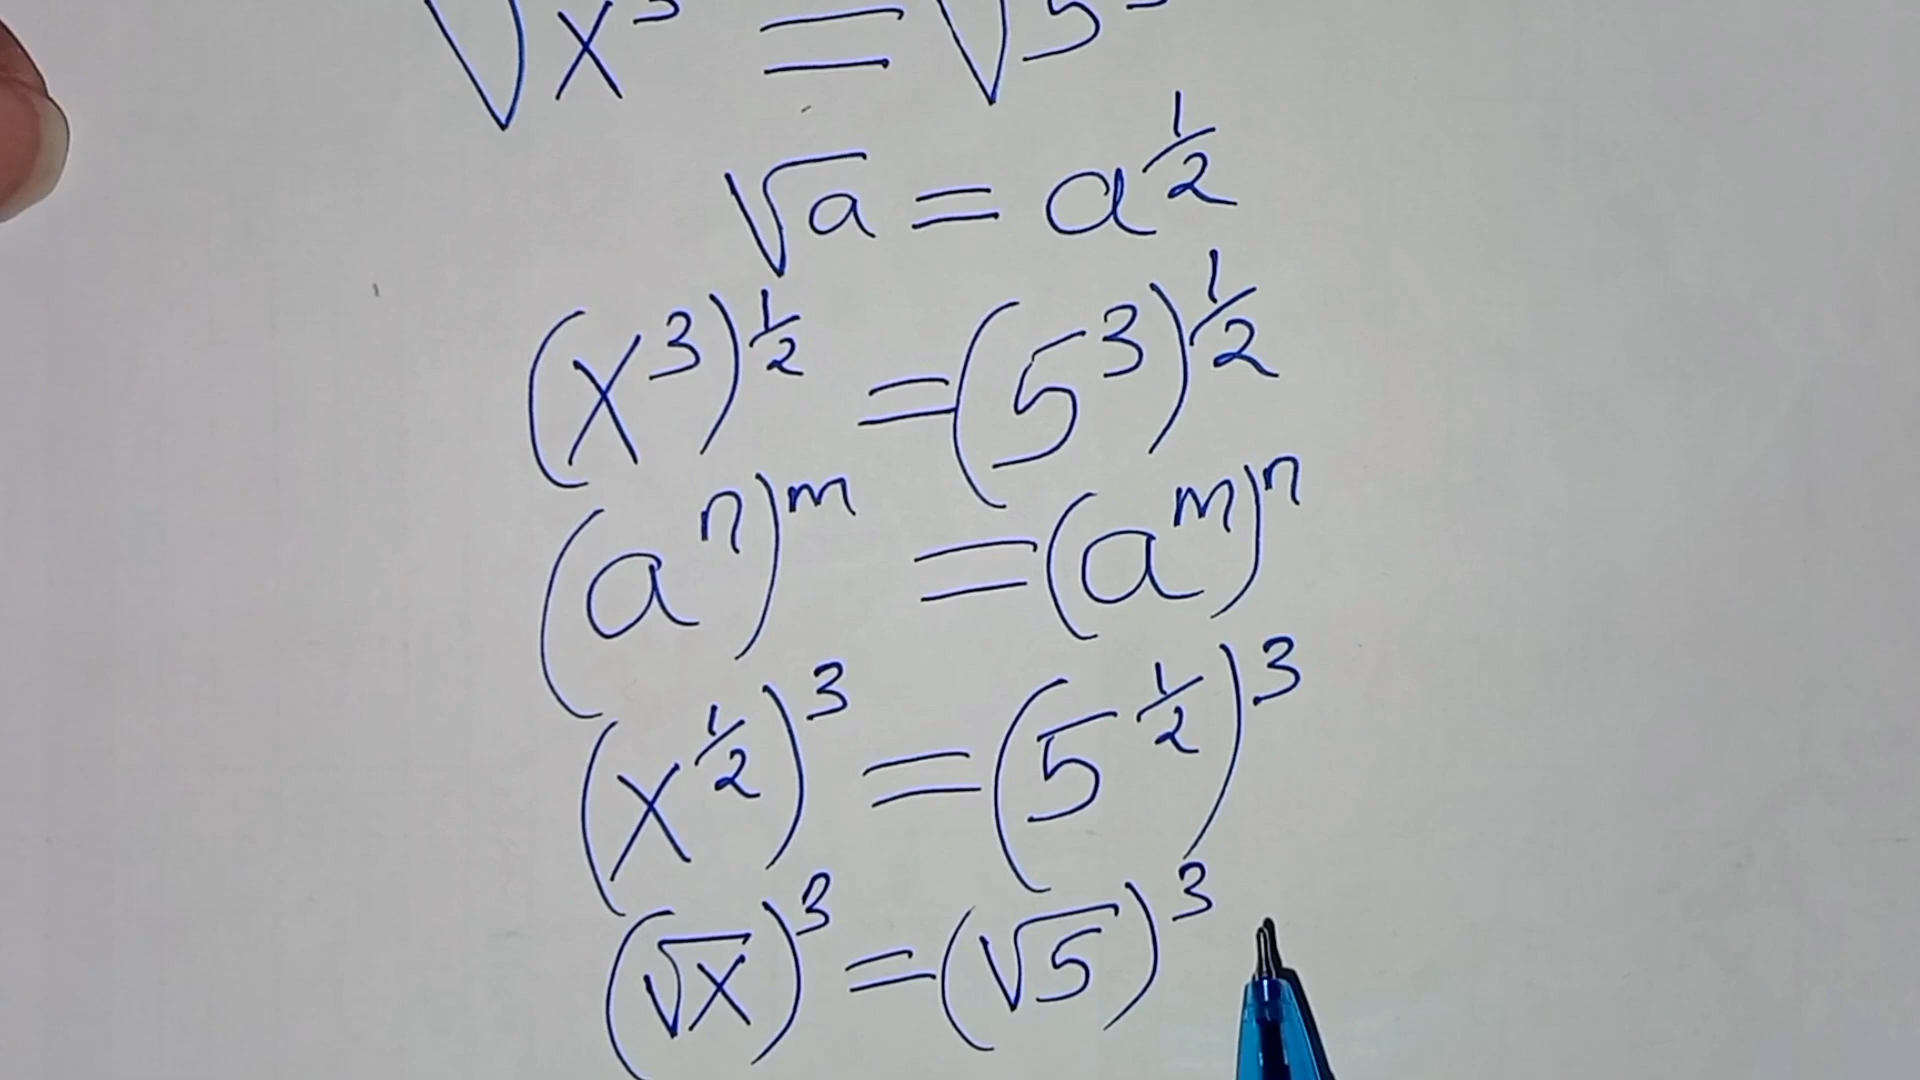 √x³ = √5³
√a = a^(1/2)
(x³)^(1/2) = (5³)^(1/2)
(aⁿ)ᵐ = (aᵐ)ⁿ
(x^(1/2))³ = (5^(1/2))³
(√x)³ = (√5)³